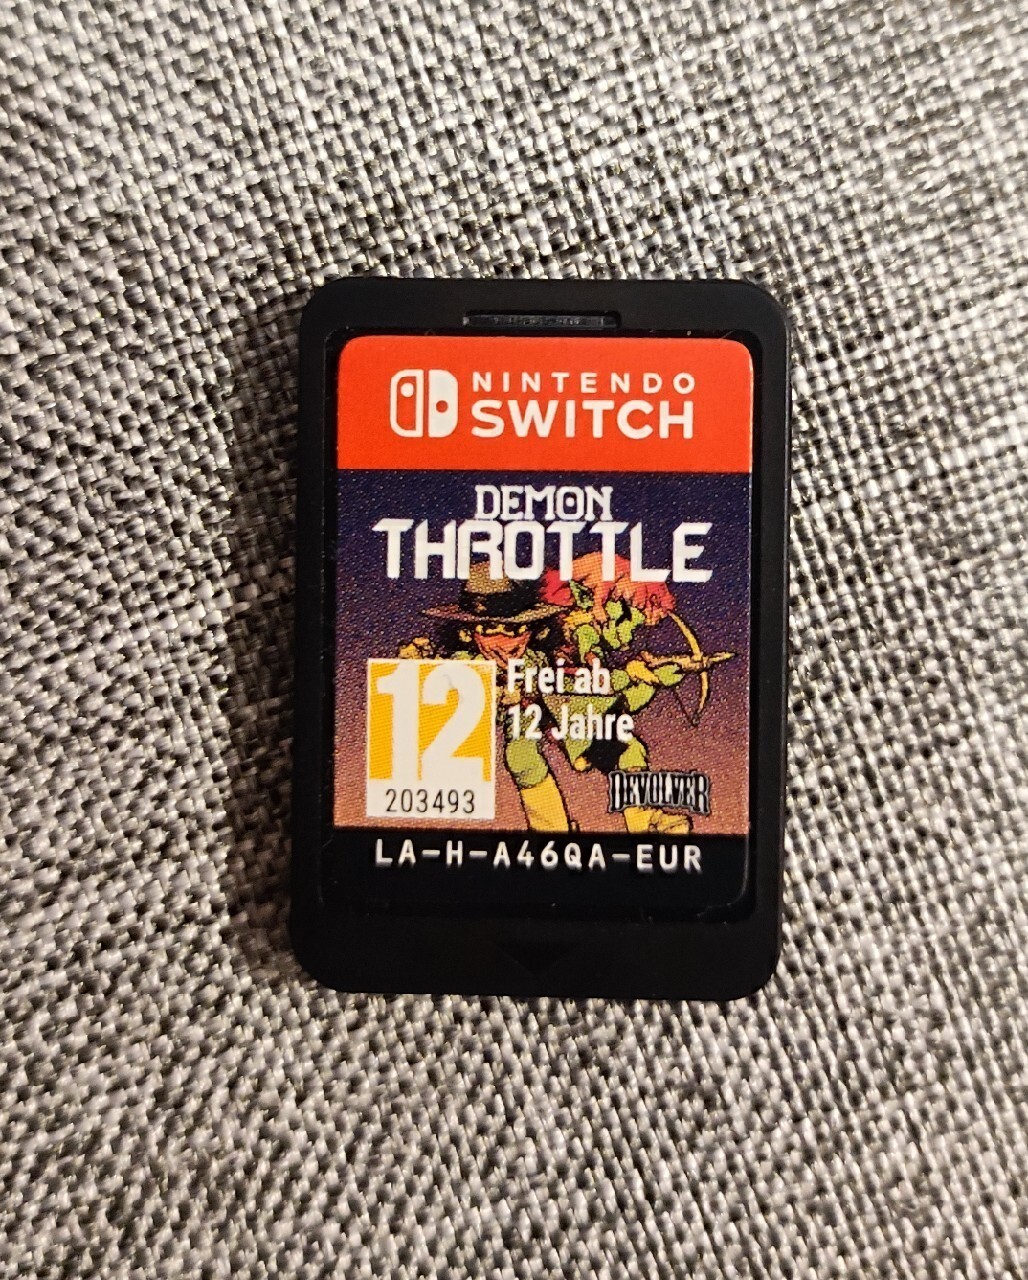 NINTENDO
SWITCH
DEMON
THROTTLE
12
203493
Frei ab
12 Jahre
DEVOLVER
LA-H-A46QA-EUR